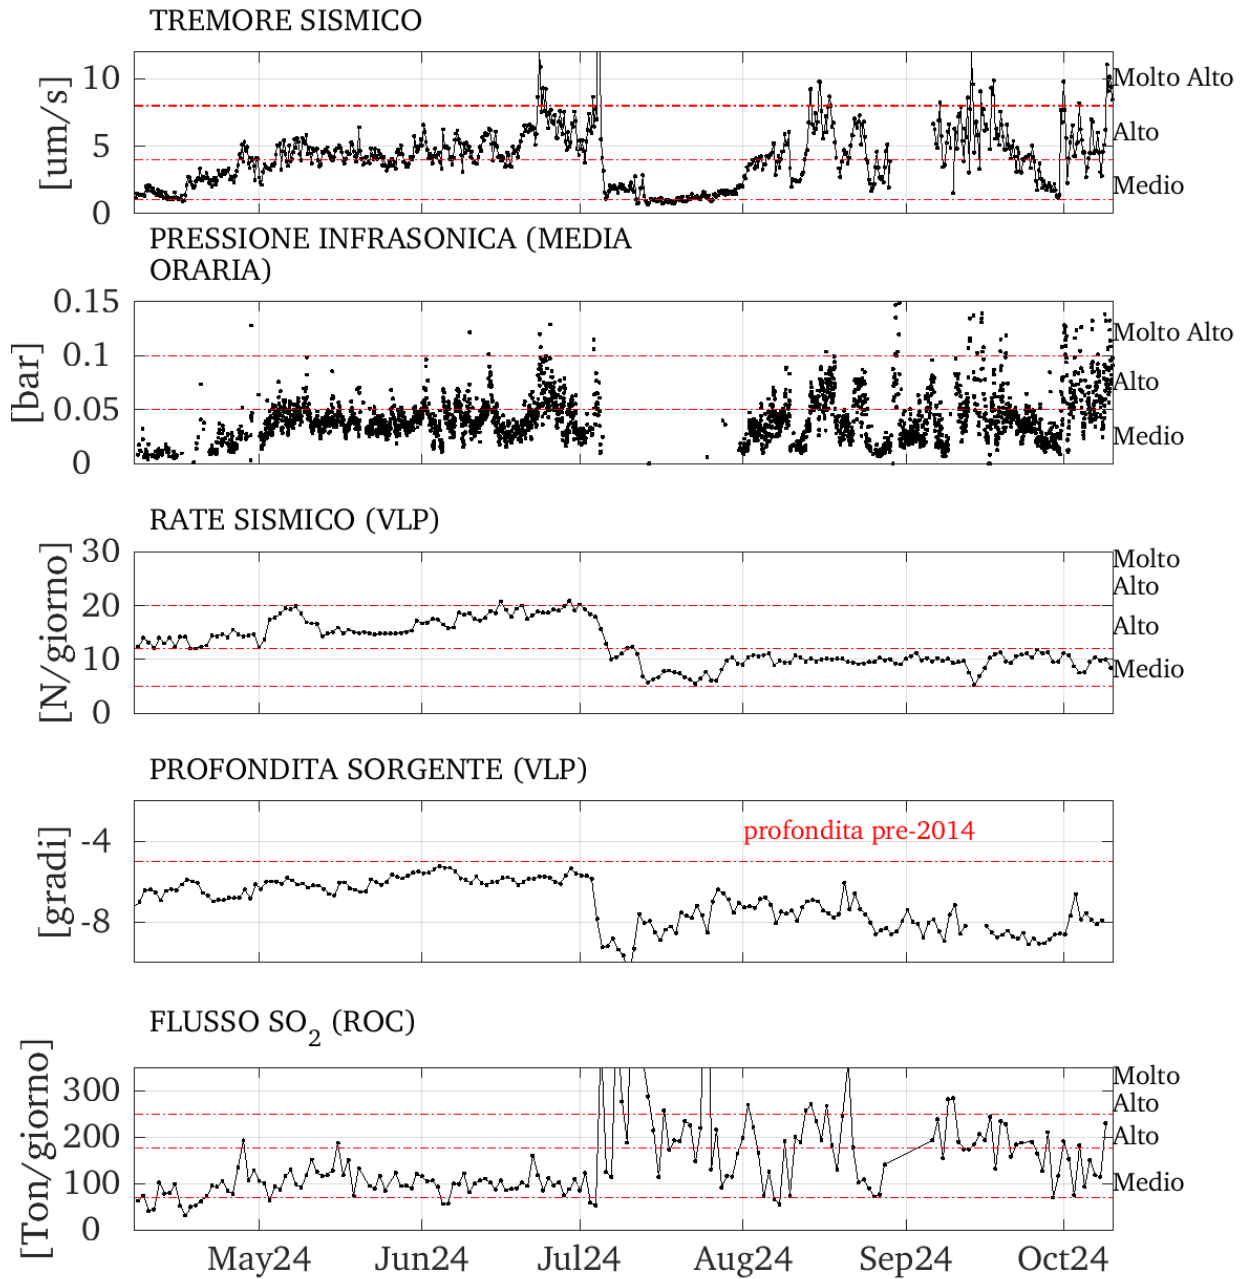 TREMORE SISMICO
[um/s]
10
5
0
Molto Alto
Alto
Medio
PRESSIONE INFRASONICA (MEDIA
ORARIA)
[bar]
0.15
0.1
0.05
0
Molto Alto
Alto
Medio
RATE SISMICO (VLP)
[N/giorno]
30
20
10
0
Molto
Alto
Alto
Medio
PROFONDITA SORGENTE (VLP)
[gradi]
-4
-8
profondita pre-2014
FLUSSO SO2 (ROC)
[Ton/giorno]
300
200
100
0
Molto
Alto
Alto
Medio
May24 Jun24 Jul24 Aug24 Sep24 Oct24